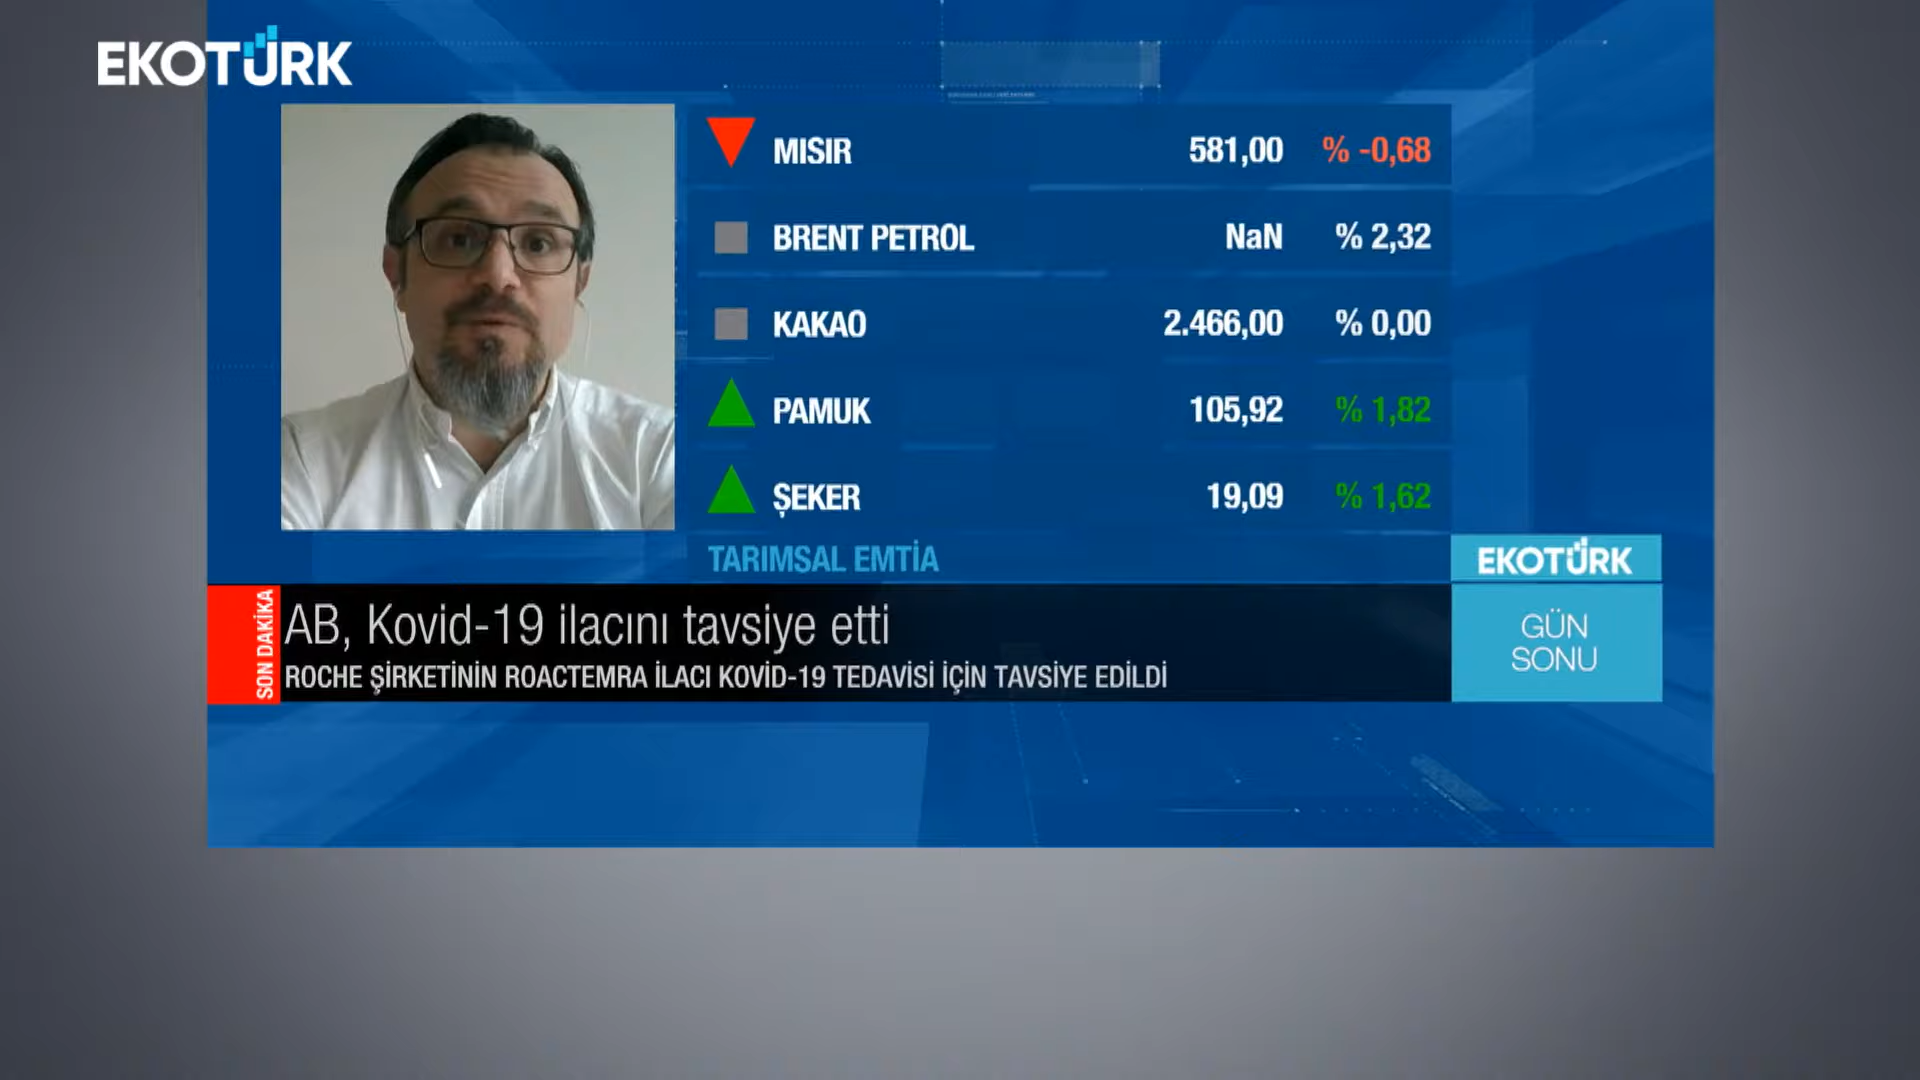 EKOTÜRK
MISIR 581,00 % -0,68
BRENT PETROL NaN % 2,32
KAKAO 2.466,00 % 0,00
PAMUK 105,92 % 1,82
ŞEKER 19,09 % 1,62
TARIMSAL EMTİA
EKOTÜRK
SON DAKİKA
AB, Kovid-19 ilacını tavsiye etti
ROCHE ŞİRKETİNİN ROACTEMRA İLACI KOVİD-19 TEDAVİSİ İÇİN TAVSİYE EDİLDİ
GÜN
SONU